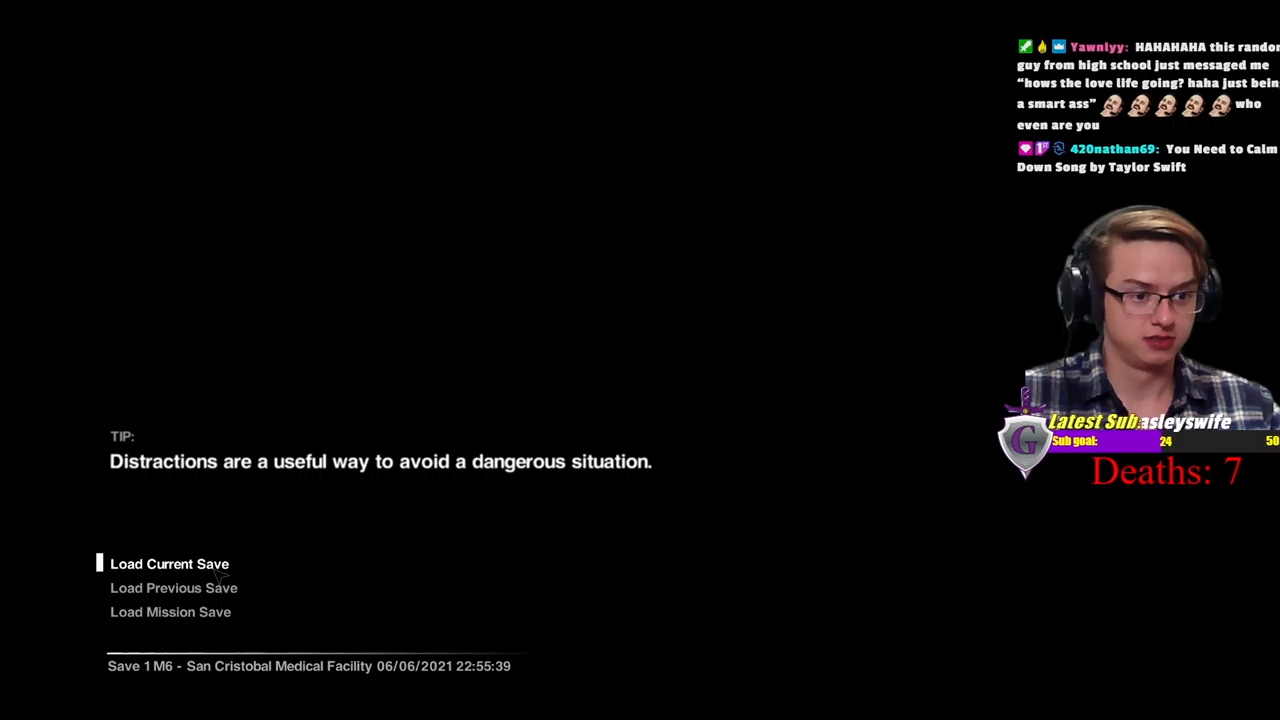 Yawnlyy: HAHAHAHA this rando
guy from high school just messaged me
“hows the love life going? haha just bein
a smart ass” who
even are you
420nathan69: You Need to Calm
Down Song by Taylor Swift
TIP:
Distractions are a useful way to avoid a dangerous situation.
Latest Sub: asleyswife
G
Sub goal: 24 50
Deaths: 7
Load Current Save
Load Previous Save
Load Mission Save
Save 1 M6 - San Cristobal Medical Facility 06/06/2021 22:55:39